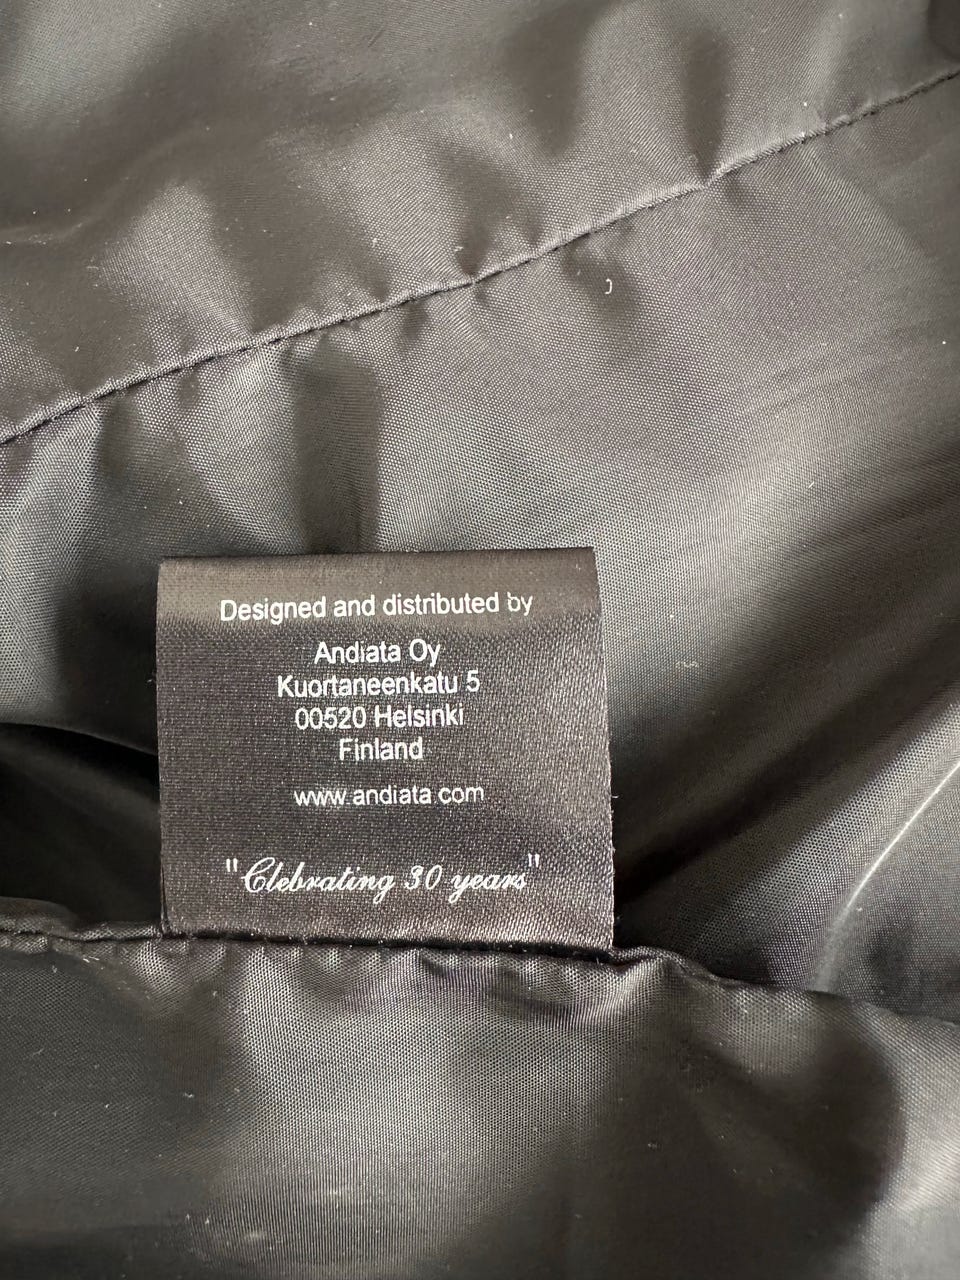 Designed and distributed by
Andiata Oy
Kuortaneenkatu 5
00520 Helsinki
Finland
www.andiata.com
"Clebrating 30 years"